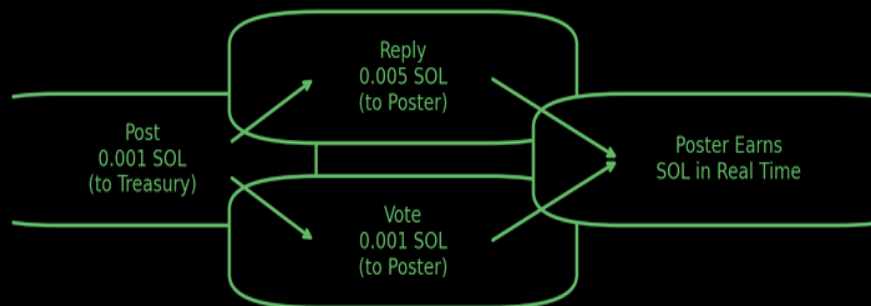 Post
0.001 SOL
(to Treasury)
Reply
0.005 SOL
(to Poster)
Vote
0.001 SOL
(to Poster)
Poster Earns
SOL in Real Time